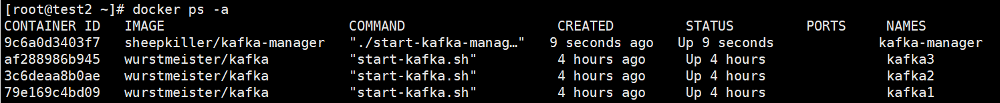 [root@test2 ~]# docker ps -a
CONTAINER ID   IMAGE                       COMMAND                  CREATED         STATUS         PORTS     NAMES
9c6a0d3403f7   sheepkiller/kafka-manager   "./start-kafka-manag…"   9 seconds ago   Up 9 seconds             kafka-manager
af288986b945   wurstmeister/kafka          "start-kafka.sh"         4 hours ago     Up 4 hours               kafka3
3c6deaa8b0ae   wurstmeister/kafka          "start-kafka.sh"         4 hours ago     Up 4 hours               kafka2
79e169c4bd09   wurstmeister/kafka          "start-kafka.sh"         4 hours ago     Up 4 hours               kafka1